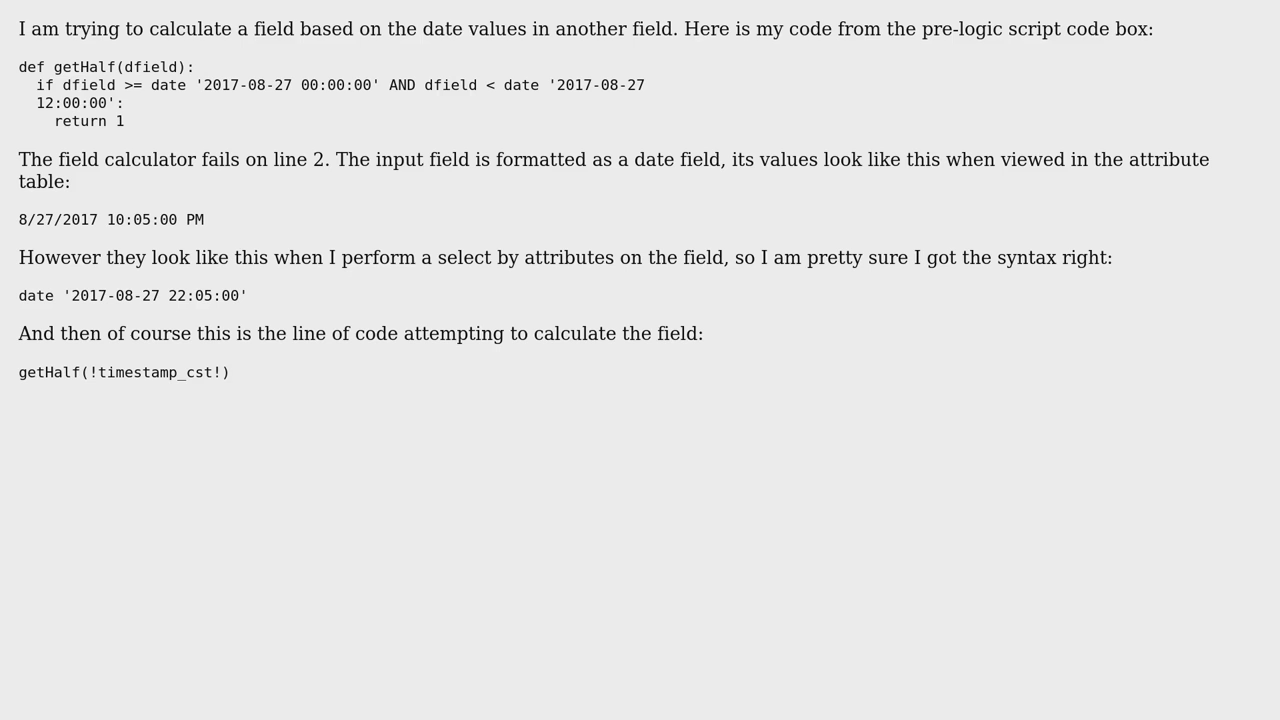 I am trying to calculate a field based on the date values in another field. Here is my code from the pre-logic script code box:
def getHalf(dfield):
  if dfield >= date '2017-08-27 00:00:00' AND dfield < date '2017-08-27
  12:00:00':
    return 1
The field calculator fails on line 2. The input field is formatted as a date field, its values look like this when viewed in the attribute
table:
8/27/2017 10:05:00 PM
However they look like this when I perform a select by attributes on the field, so I am pretty sure I got the syntax right:
date '2017-08-27 22:05:00'
And then of course this is the line of code attempting to calculate the field:
getHalf(!timestamp_cst!)